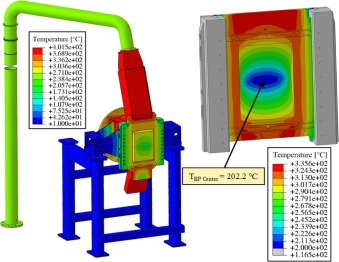 Temperature [°C]
+4.015e+02
+3.689e+02
+3.362e+02
+3.036e+02
+2.710e+02
+2.384e+02
+2.057e+02
+1.731e+02
+1.405e+02
+1.079e+02
+7.525e+01
+4.262e+01
+1.000e+01
T_BP Center = 202.2 °C
Temperature [°C]
+3.356e+02
+3.243e+02
+3.130e+02
+3.017e+02
+2.904e+02
+2.791e+02
+2.678e+02
+2.565e+02
+2.452e+02
+2.339e+02
+2.226e+02
+2.113e+02
+2.000e+02
+1.165e+02